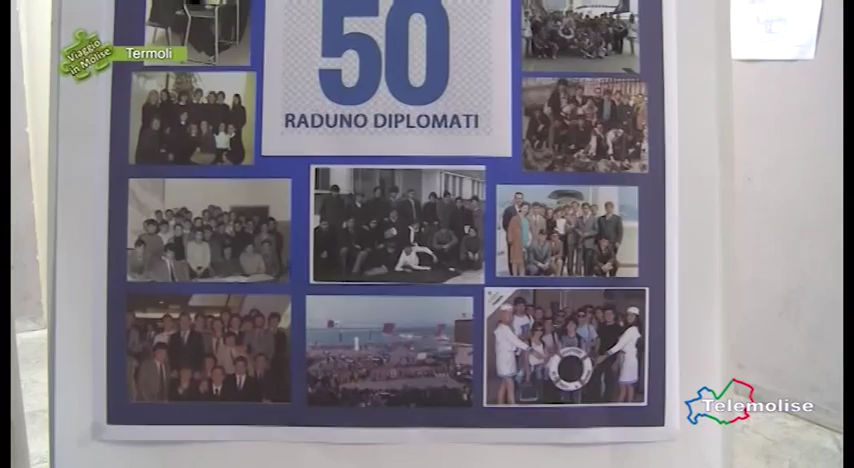 Viaggio
in Molise
Termoli
50
RADUNO DIPLOMATI
Telemolise